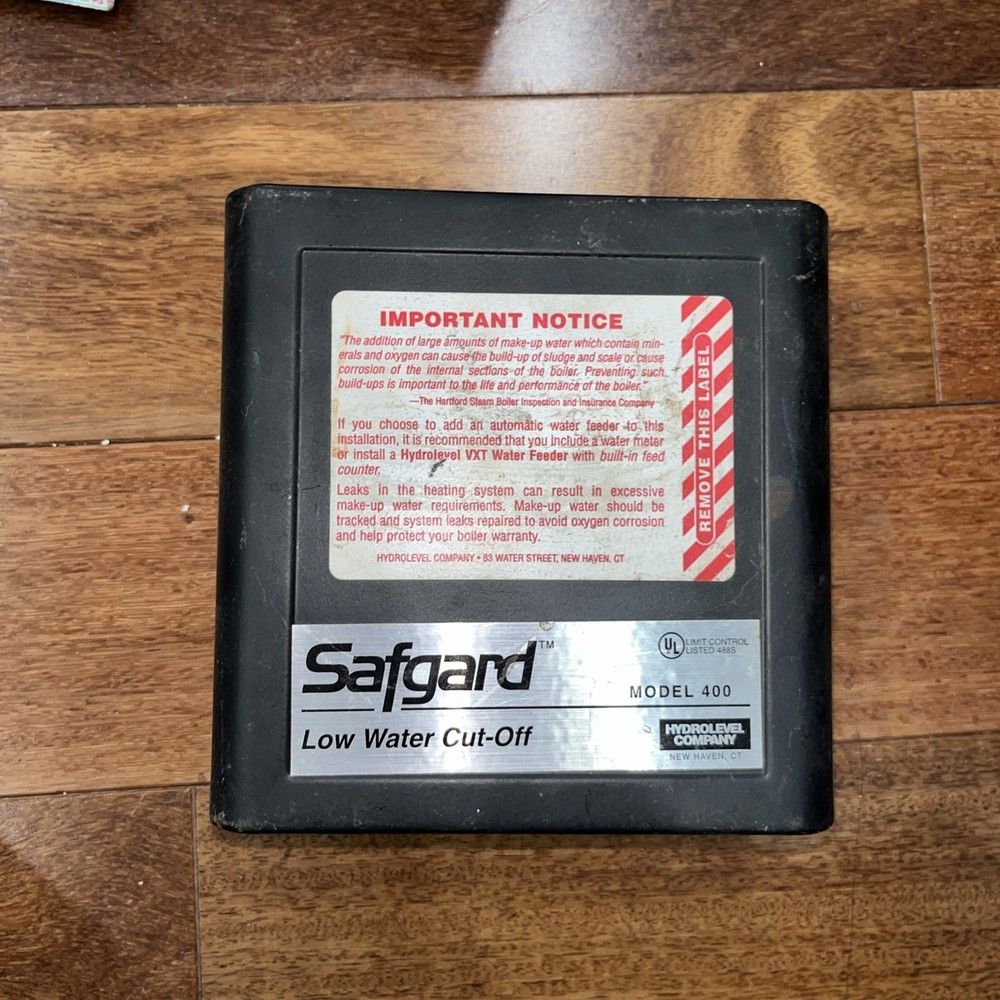 IMPORTANT NOTICE
"The addition of large amounts of make-up water which contain min-
erals and oxygen can cause the build-up of sludge and scale or cause
corrosion of the internal sections of the boiler. Preventing such
build-ups is important to the life and performance of the boiler."
—The Hartford Steam Boiler Inspection and Insurance Company
If you choose to add an automatic water feeder to this
installation, it is recommended that you include a water meter
or install a Hydrolevel VXT Water Feeder with built-in feed
counter.
Leaks in the heating system can result in excessive
make-up water requirements. Make-up water should be
tracked and system leaks repaired to avoid oxygen corrosion
and help protect your boiler warranty.
HYDROLEVEL COMPANY • 83 WATER STREET, NEW HAVEN, CT
REMOVE THIS LABEL
Safgard™
UL LIMIT CONTROL
LISTED 488S
MODEL 400
Low Water Cut-Off
HYDROLEVEL
COMPANY
NEW HAVEN, CT